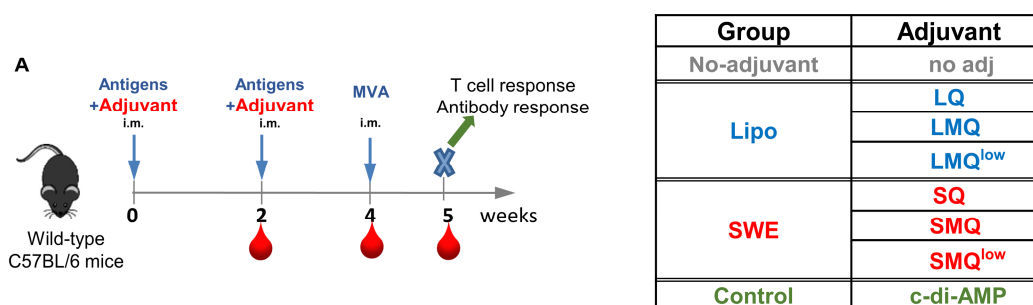 A
Antigens
+Adjuvant
i.m.
Antigens
+Adjuvant
i.m.
MVA
i.m.
T cell response
Antibody response
0
2
4
5
weeks
Wild-type
C57BL/6 mice
Group Adjuvant
No-adjuvant no adj
Lipo
LQ
LMQ
LMQlow
SWE
SQ
SMQ
SMQlow
Control c-di-AMP